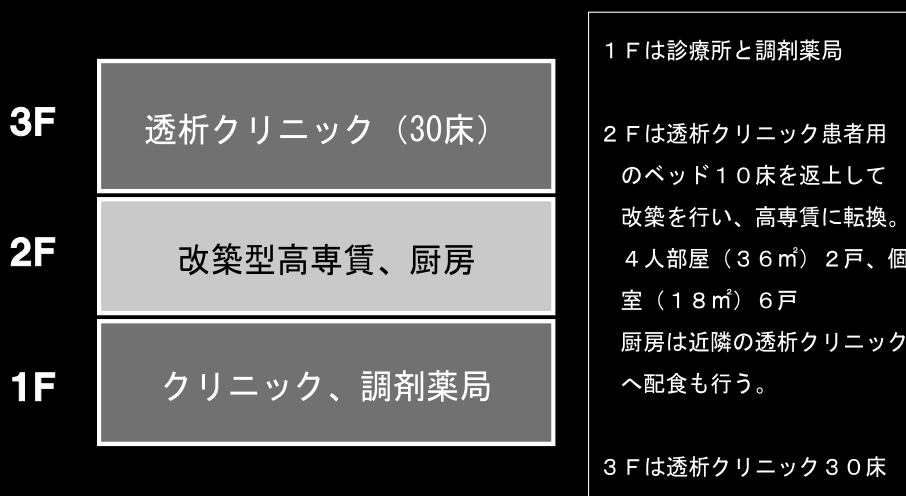 3F
透析クリニック（30床）
2F
改築型高専賃、厨房
1F
クリニック、調剤薬局
１Ｆは診療所と調剤薬局
２Ｆは透析クリニック患者用
のベッド１０床を返上して
改築を行い、高専賃に転換。
４人部屋（３６㎡）２戸、個
室（１８㎡）６戸
厨房は近隣の透析クリニック
へ配食も行う。
３Ｆは透析クリニック３０床